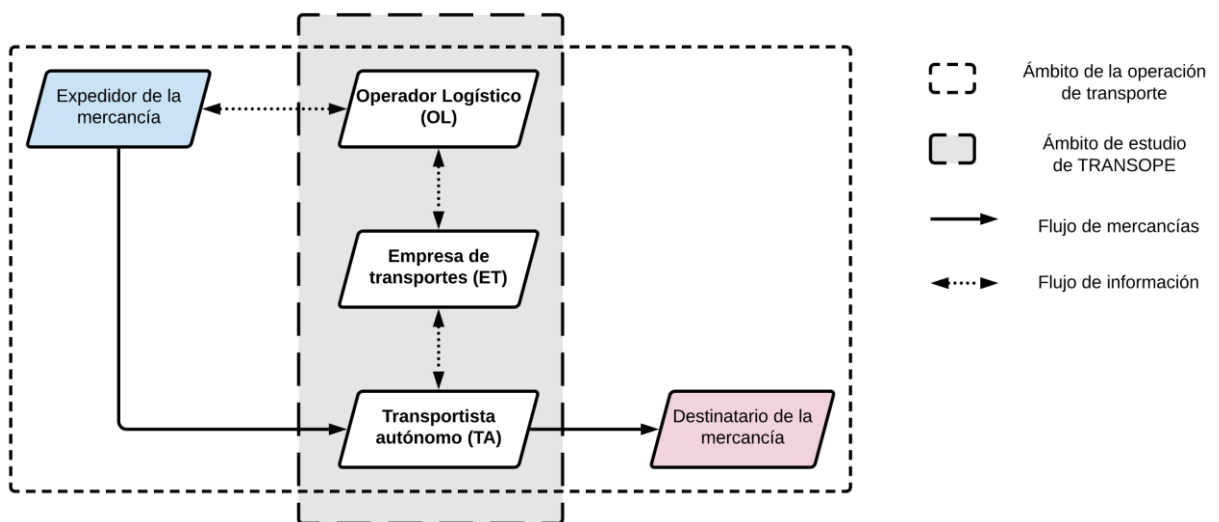 Expedidor de la
mercancía
Operador Logístico
(OL)
Empresa de
transportes (ET)
Transportista
autónomo (TA)
Destinatario de la
mercancía
Ámbito de la operación
de transporte
Ámbito de estudio
de TRANSOPE
Flujo de mercancías
Flujo de información